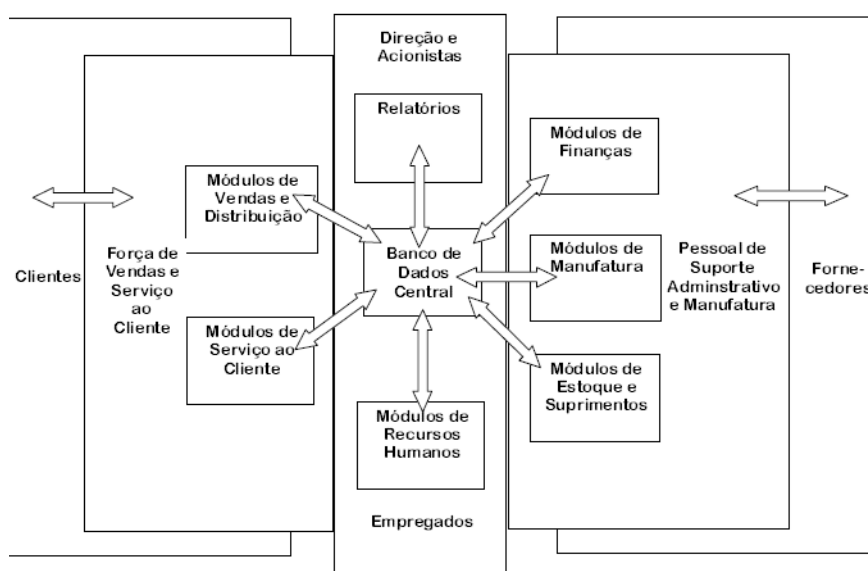 Direção e
Acionistas
Relatórios
Módulos de
Finanças
Módulos de
Vendas e
Distribuição
Banco de
Dados
Central
Módulos de
Manufatura
Clientes
Força de
Vendas e
Serviço
ao
Cliente
Pessoal de
Suporte
Adminstrativo
e Manufatura
Forne-
cedores
Módulos de
Serviço ao
Cliente
Módulos de
Estoque e
Suprimentos
Módulos de
Recursos
Humanos
Empregados